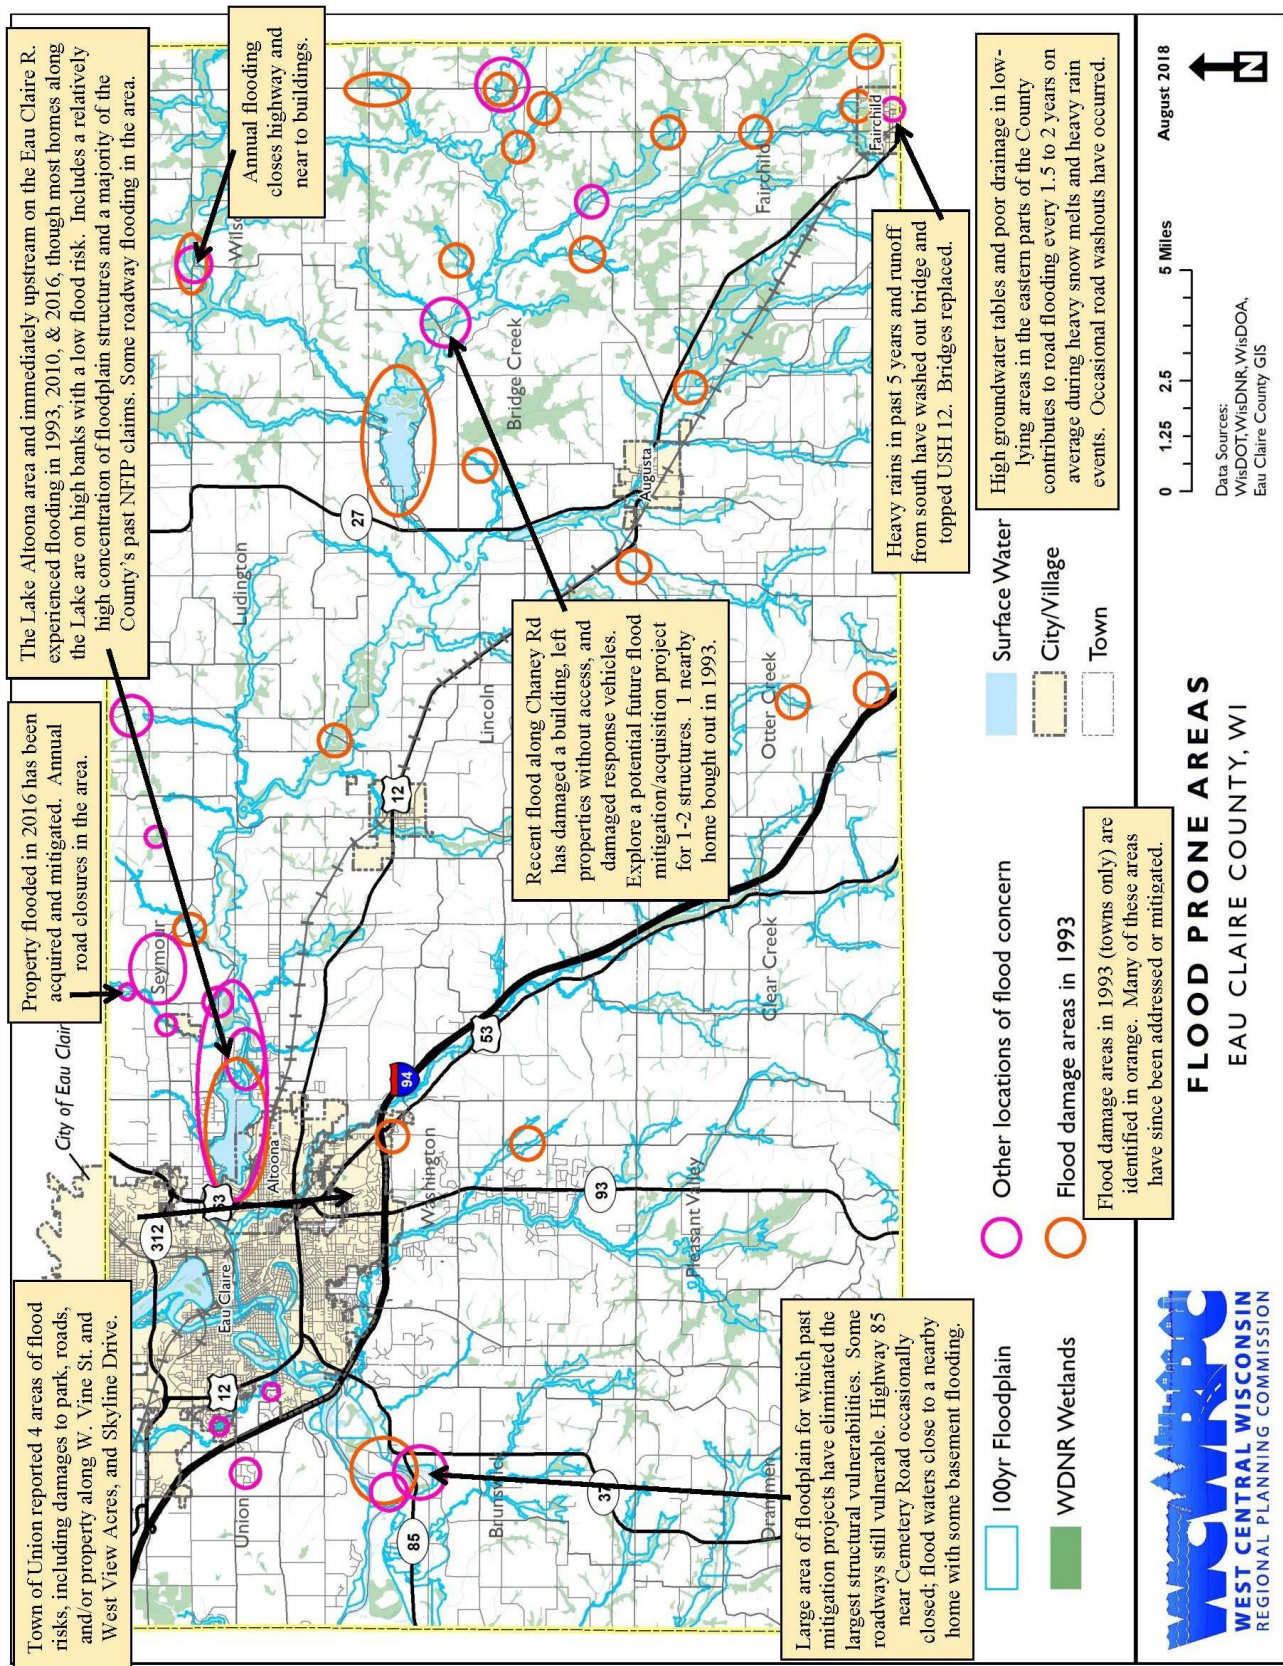 Town of Union reported 4 areas of flood
risks, including damages to park, roads,
and/or property along W. Vine St. and
West View Acres, and Skyline Drive.
City of Eau Clair
Property flooded in 2016 has been
acquired and mitigated. Annual
road closures in the area.
The Lake Altoona area and immediately upstream on the Eau Claire R.
experienced flooding in 1993, 2010, & 2016, though most homes along
the Lake are on high banks with a low flood risk. Includes a relatively
high concentration of floodplain structures and a majority of the
County's past NFIP claims. Some roadway flooding in the area.
Annual flooding
closes highway and
near to buildings.
312
53
12
Eau Claire
Altoona
Union
Seymour
Ludington
Wils
27
94
12
Lincoln
85
Brunswick
Washington
53
93
Bridge Creek
Augusta
37
Drammen
Pleasant Valley
Clear Creek
Otter Creek
Fairchild
Fairchild
Recent flood along Chaney Rd
has damaged a building, left
properties without access, and
damaged response vehicles.
Explore a potential future flood
mitigation/acquisition project
for 1-2 structures. 1 nearby
home bought out in 1993.
Large area of floodplain for which past
mitigation projects have eliminated the
largest structural vulnerabilities. Some
roadways still vulnerable. Highway 85
near Cemetery Road occasionally
closed; flood waters close to a nearby
home with some basement flooding.
Heavy rains in past 5 years and runoff
from south have washed out bridge and
topped USH 12. Bridges replaced.
High groundwater tables and poor drainage in low-
lying areas in the eastern parts of the County
contributes to road flooding every 1.5 to 2 years on
average during heavy snow melts and heavy rain
events. Occasional road washouts have occurred.
100yr Floodplain
WDNR Wetlands
Other locations of flood concern
Flood damage areas in 1993
Surface Water
City/Village
Town
Flood damage areas in 1993 (towns only) are
identified in orange. Many of these areas
have since been addressed or mitigated.
WCWRPC
WEST CENTRAL WISCONSIN
REGIONAL PLANNING COMMISSION
FLOOD PRONE AREAS
EAU CLAIRE COUNTY, WI
0 1.25 2.5 5 Miles
Data Sources:
WisDOT, WisDNR, WisDOA,
Eau Claire County GIS
August 2018
N